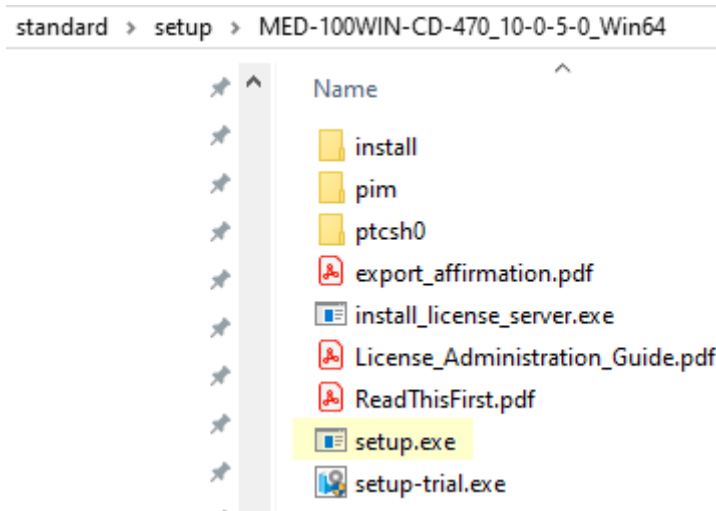 standard > setup > MED-100WIN-CD-470_10-0-5-0_Win64
Name
install
pim
ptcsh0
export_affirmation.pdf
install_license_server.exe
License_Administration_Guide.pdf
ReadThisFirst.pdf
setup.exe
setup-trial.exe